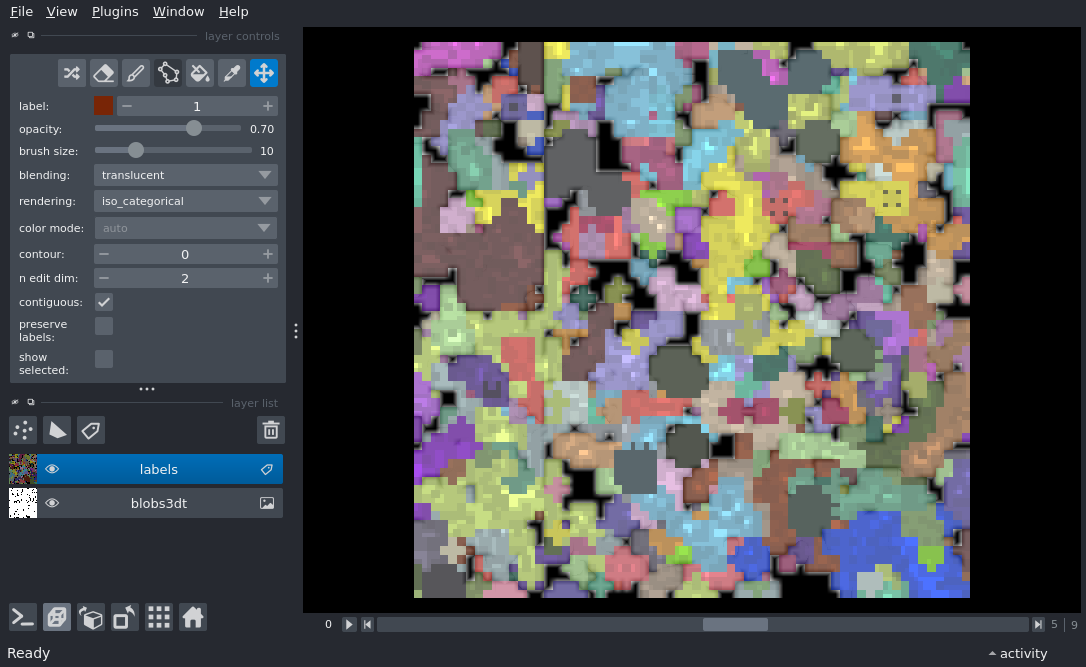 File View Plugins Window Help
layer controls
label: 1
opacity: 0.70
brush size: 10
blending: translucent
rendering: iso_categorical
color mode: auto
contour: 0
n edit dim: 2
contiguous:
preserve
labels:
show
selected:
layer list
labels
blobs3dt
0 5 | 9
Ready activity